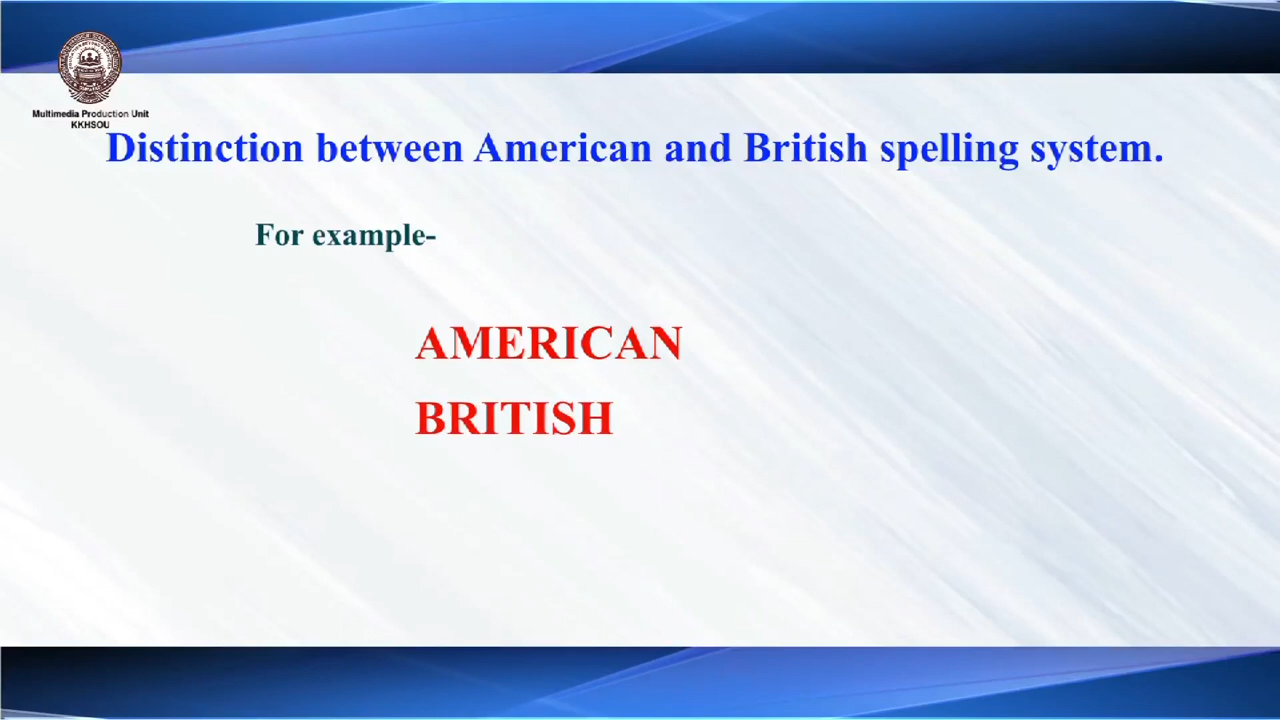 Multimedia Production Unit
KKHSOU
Distinction between American and British spelling system.
For example-
AMERICAN
BRITISH